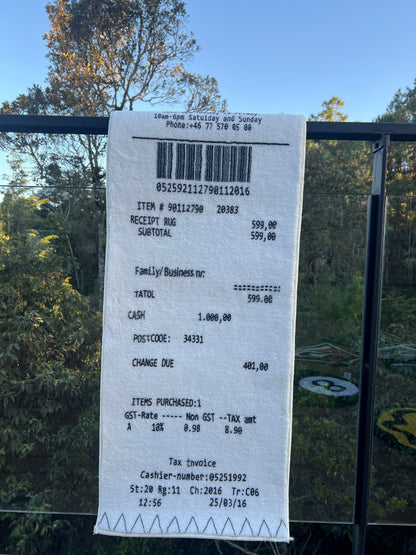 10am-6pm Satuiday and Sunday
Phone:+46 77 570 05 00
052592112790112016
ITEM # 90112790 20383
RECEIPT RUG 599,00
SUBTOTAL 599,00
Family/Business nr:
============
TATOL 599.00
CASH 1.000,00
POSTCODE: 34331
CHANGE DUE 401,00
ITEMS PURCHASED:1
GST-Rate ----- Non GST --TAX amt
A 10% 0.98 8.90
Tax invoice
Cashier-number:05251992
St:20 Rg:11 Ch:2016 Tr:C06
12:56 25/03/16